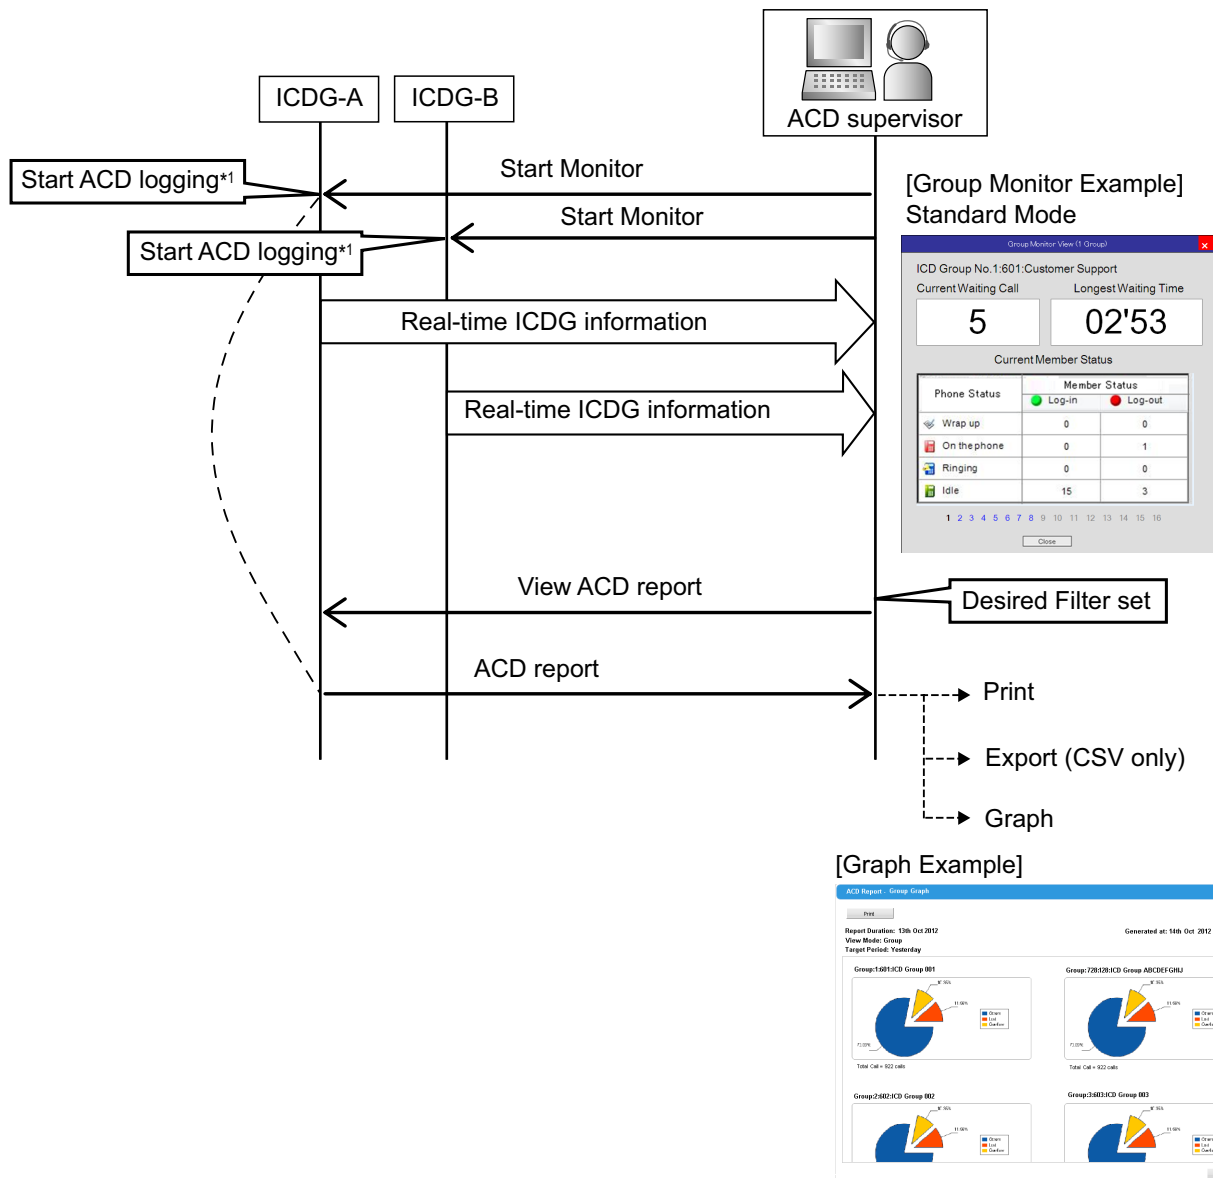 ICDG-A
ICDG-B
ACD supervisor
Start ACD logging*1
Start Monitor
Start Monitor
Start ACD logging*1
Real-time ICDG information
Real-time ICDG information
View ACD report
Desired Filter set
ACD report
Print
Export (CSV only)
Graph
[Group Monitor Example]
Standard Mode
Group Monitor View (1 Group)
ICD Group No.1:601:Customer Support
Current Waiting Call
Longest Waiting Time
5
02'53
Current Member Status
Phone Status
Member Status
Log-in
Log-out
Wrap up 0 0
On the phone 0 1
Ringing 0 0
Idle 15 3
1 2 3 4 5 6 7 8 9 10 11 12 13 14 15 16
Close
[Graph Example]
ACD Report - Group Graph
Print
Report Duration: 13th Oct 2012
Generated at: 14th Oct 2012
View Mode: Group
Target Period: Yesterday
Group:1:601:ICD Group 001
Group:728:128:ICD Group ABCDEFGHIJ
Total Call = 922 calls
Total Call = 922 calls
Group:2:602:ICD Group 002
Group:3:603:ICD Group 003